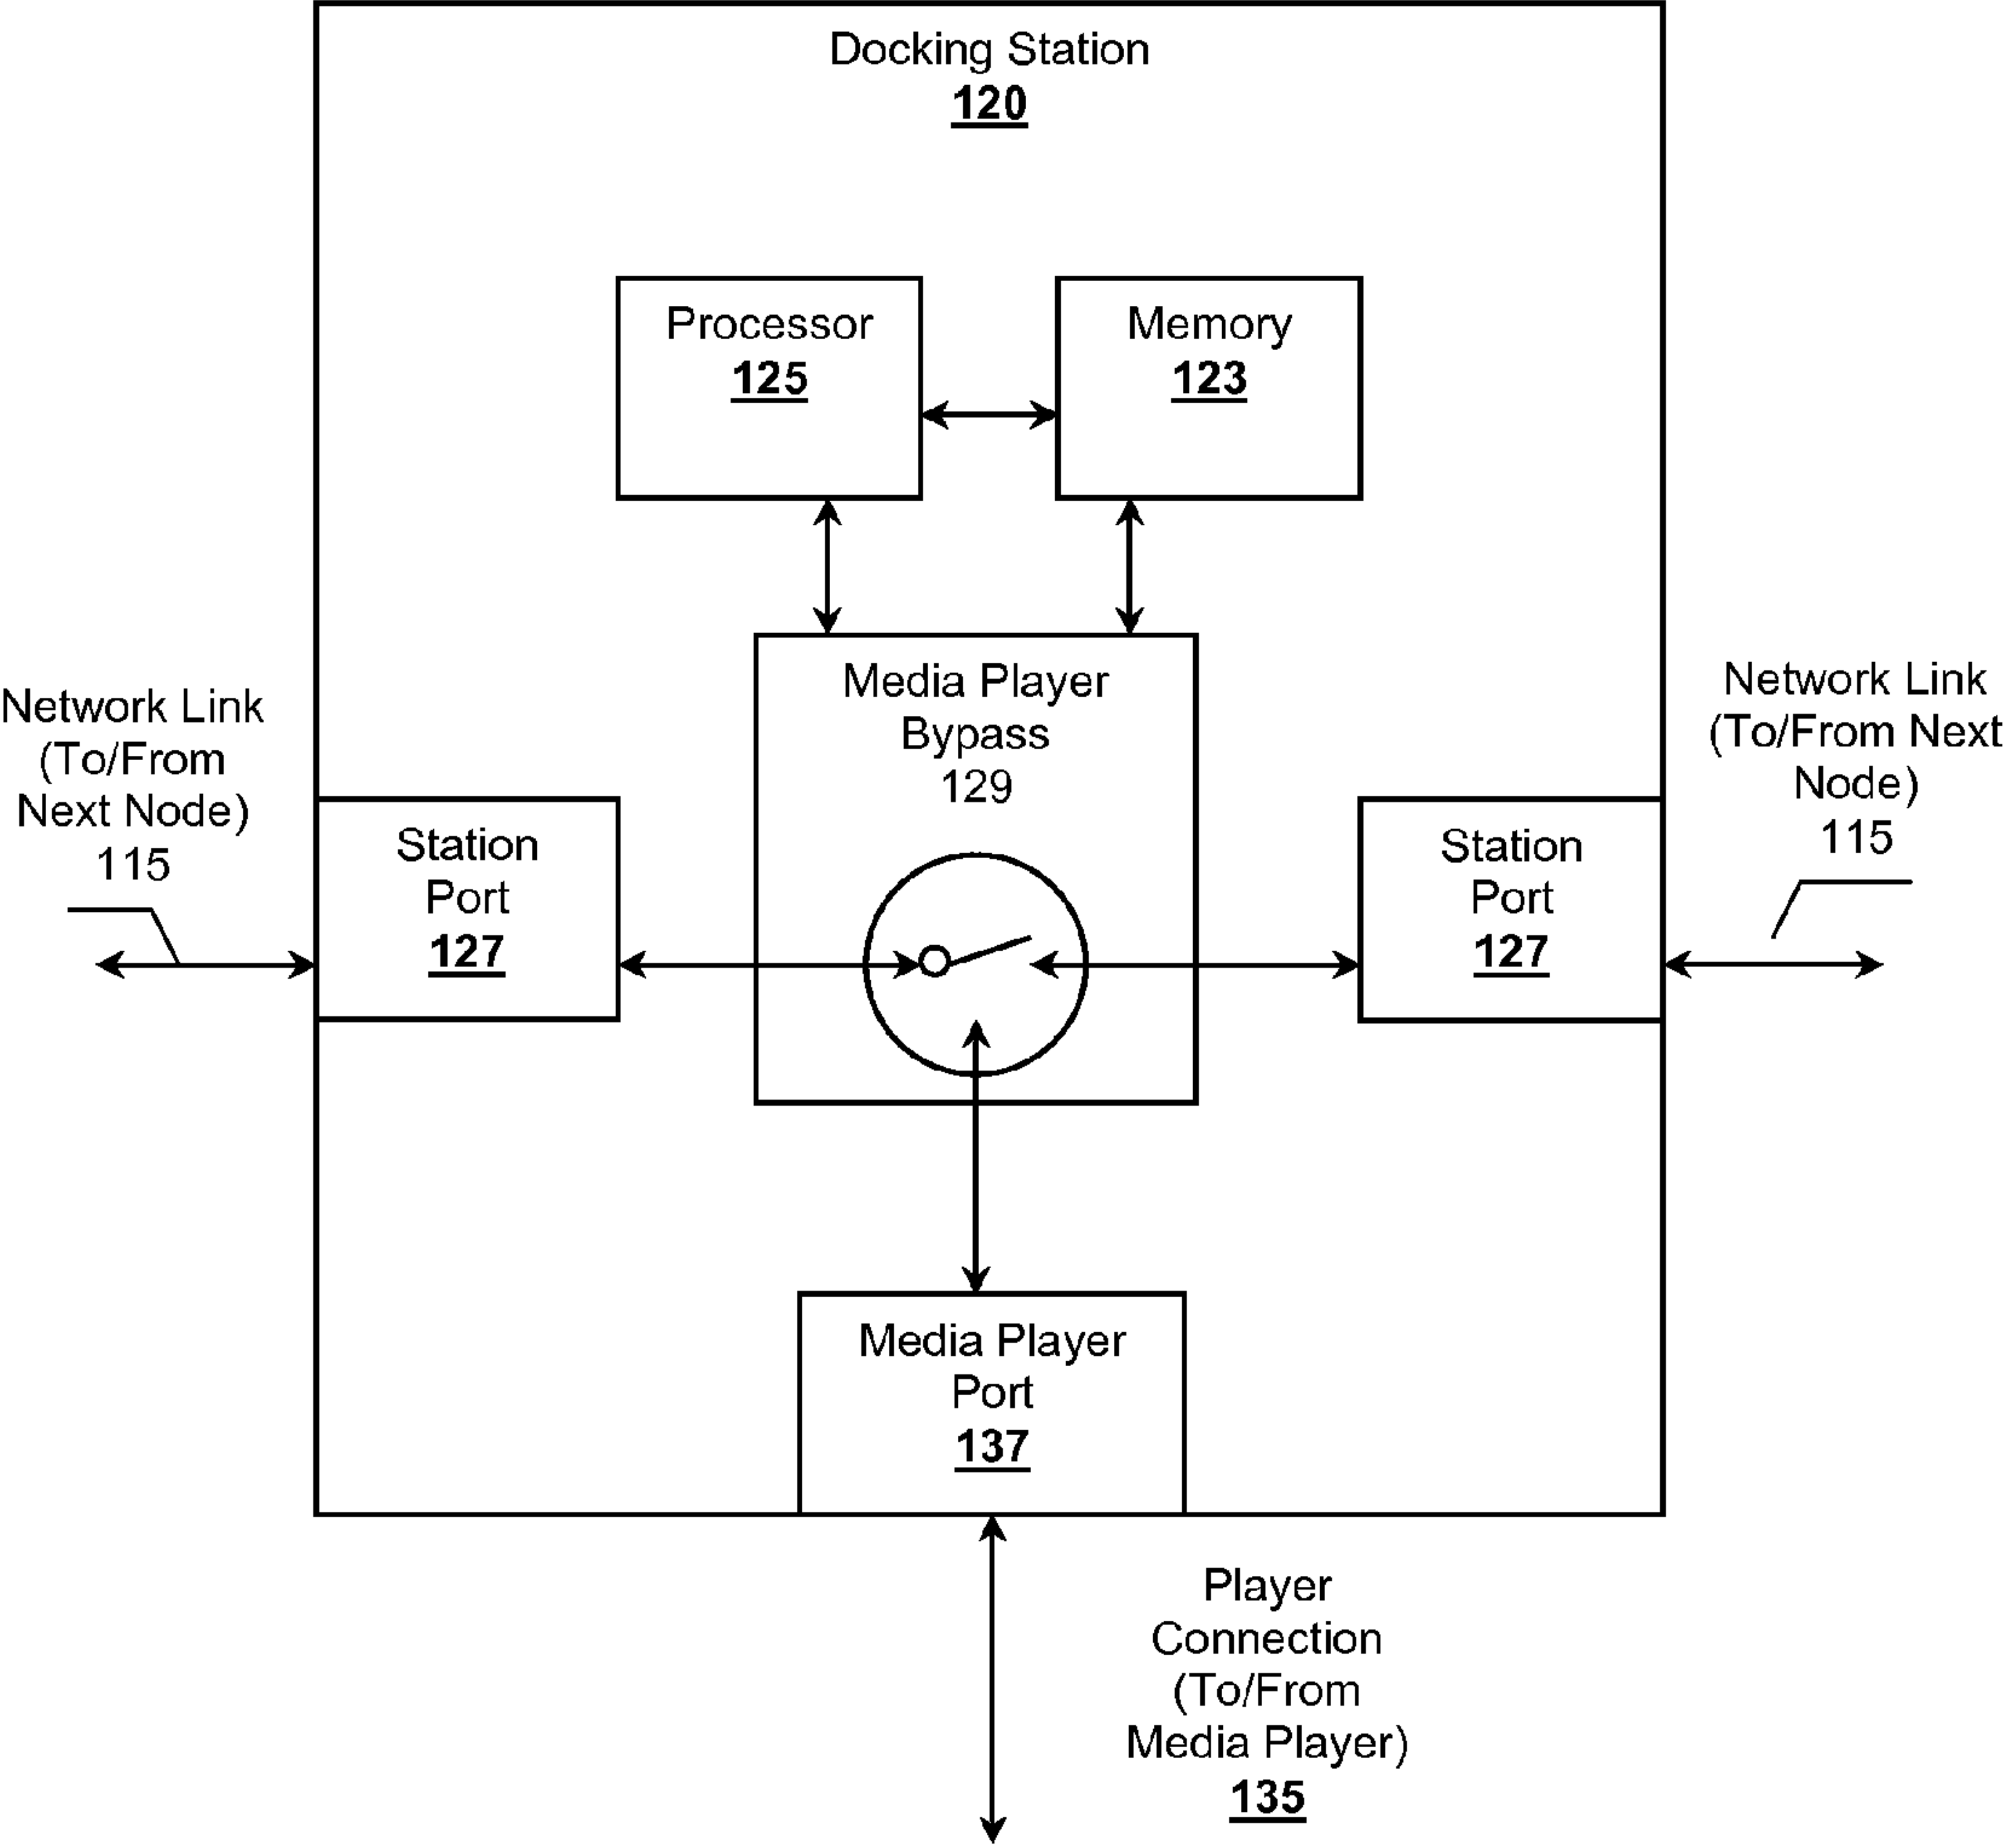 Docking Station
120
Processor
125
Memory
123
Media Player
Bypass
129
Network Link
(To/From
Next Node)
115
Network Link
(To/From Next
Node)
115
Station
Port
127
Station
Port
127
Media Player
Port
137
Player
Connection
(To/From
Media Player)
135